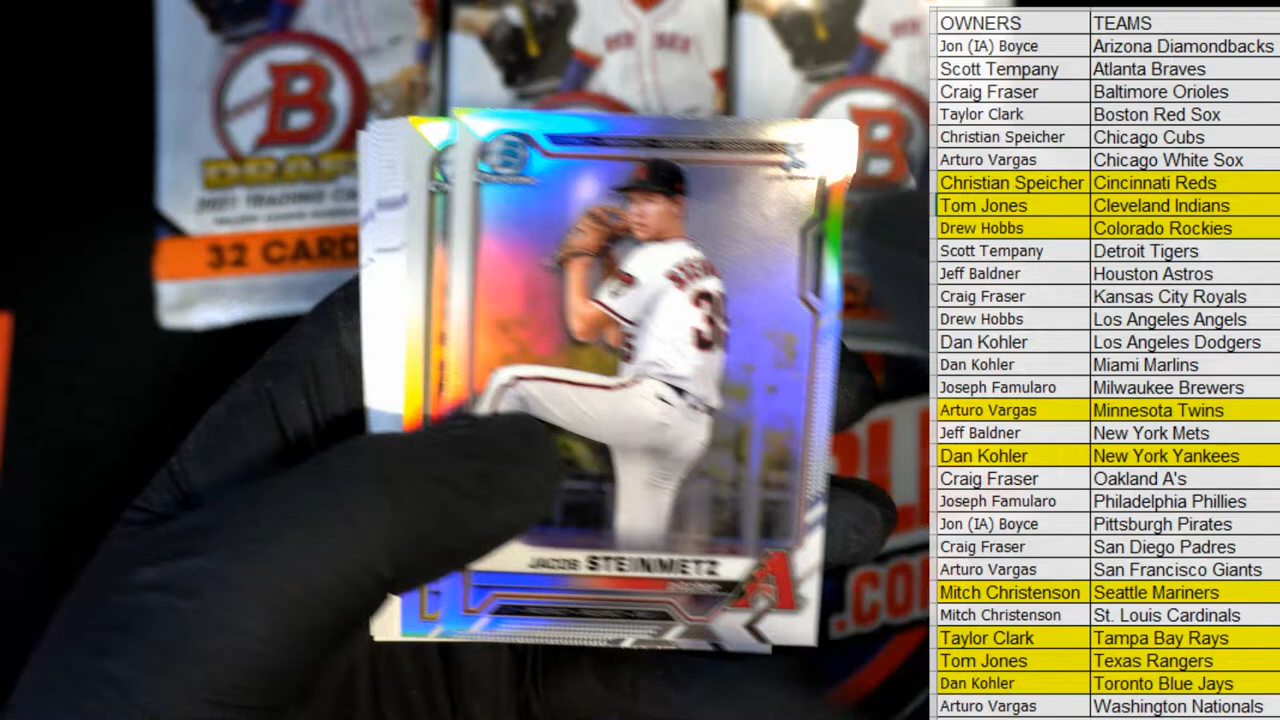 B
DRAFT
32 CARD
B
JACOB STEINMETZ
.CO
OWNERS TEAMS
Jon (IA) Boyce Arizona Diamondbacks
Scott Tempany Atlanta Braves
Craig Fraser Baltimore Orioles
Taylor Clark Boston Red Sox
Christian Speicher Chicago Cubs
Arturo Vargas Chicago White Sox
Christian Speicher Cincinnati Reds
Tom Jones Cleveland Indians
Drew Hobbs Colorado Rockies
Scott Tempany Detroit Tigers
Jeff Baldner Houston Astros
Craig Fraser Kansas City Royals
Drew Hobbs Los Angeles Angels
Dan Kohler Los Angeles Dodgers
Dan Kohler Miami Marlins
Joseph Famularo Milwaukee Brewers
Arturo Vargas Minnesota Twins
Jeff Baldner New York Mets
Dan Kohler New York Yankees
Craig Fraser Oakland A's
Joseph Famularo Philadelphia Phillies
Jon (IA) Boyce Pittsburgh Pirates
Craig Fraser San Diego Padres
Arturo Vargas San Francisco Giants
Mitch Christenson Seattle Mariners
Mitch Christenson St. Louis Cardinals
Taylor Clark Tampa Bay Rays
Tom Jones Texas Rangers
Dan Kohler Toronto Blue Jays
Arturo Vargas Washington Nationals